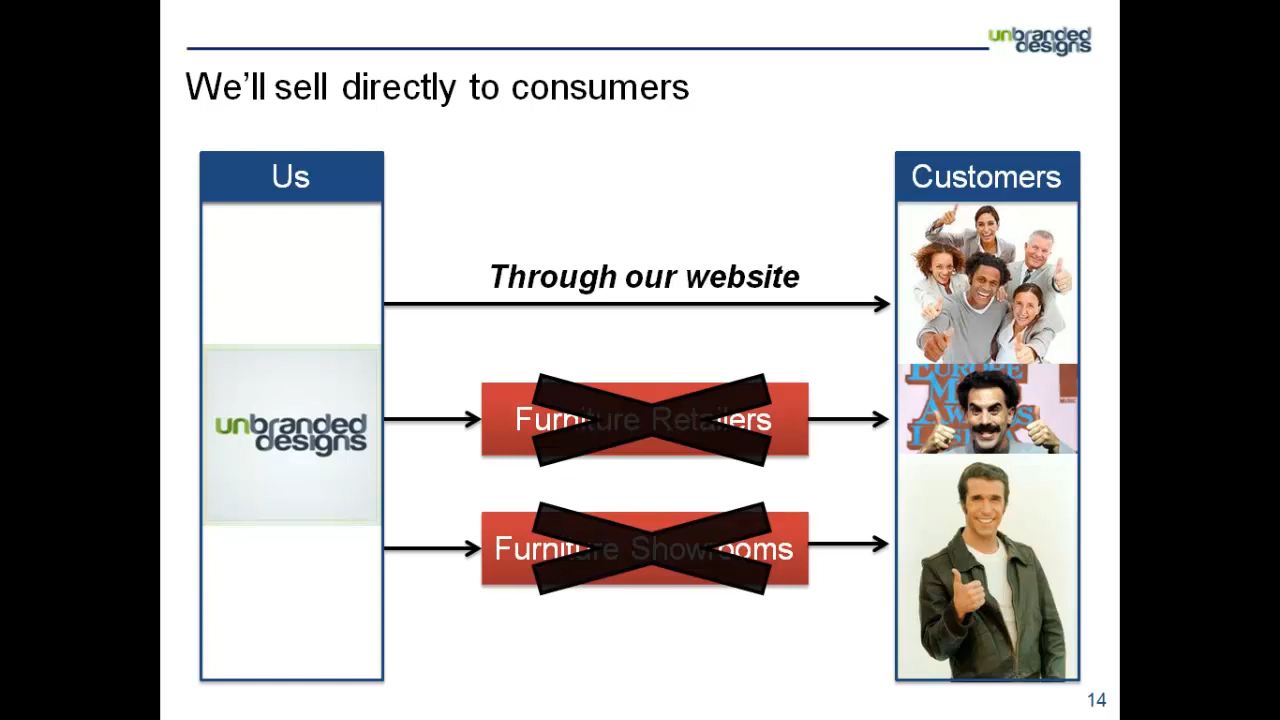 unbranded
designs
We'll sell directly to consumers
Us
Customers
Through our website
Furniture Retailers
unbranded
designs
Furniture Showrooms
14